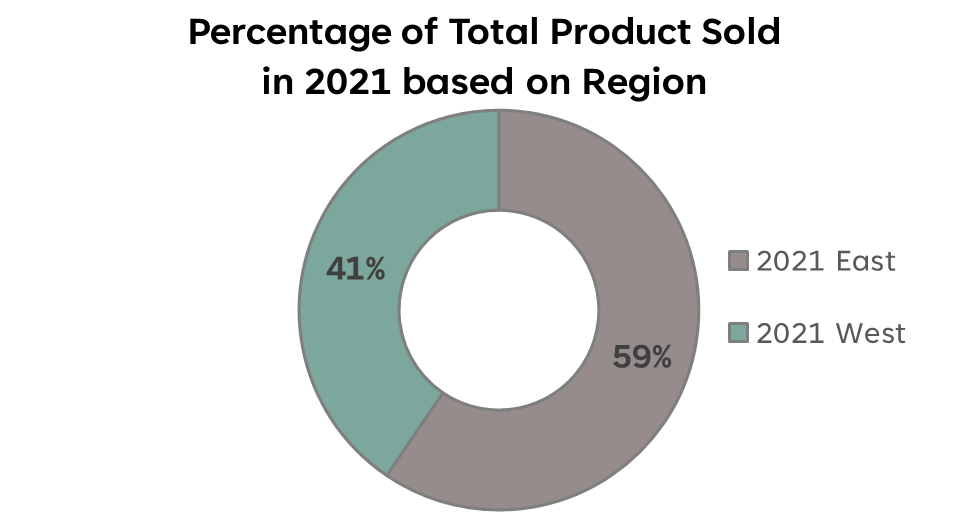 Percentage of Total Product Sold
in 2021 based on Region
41%
2021 East
2021 West
59%